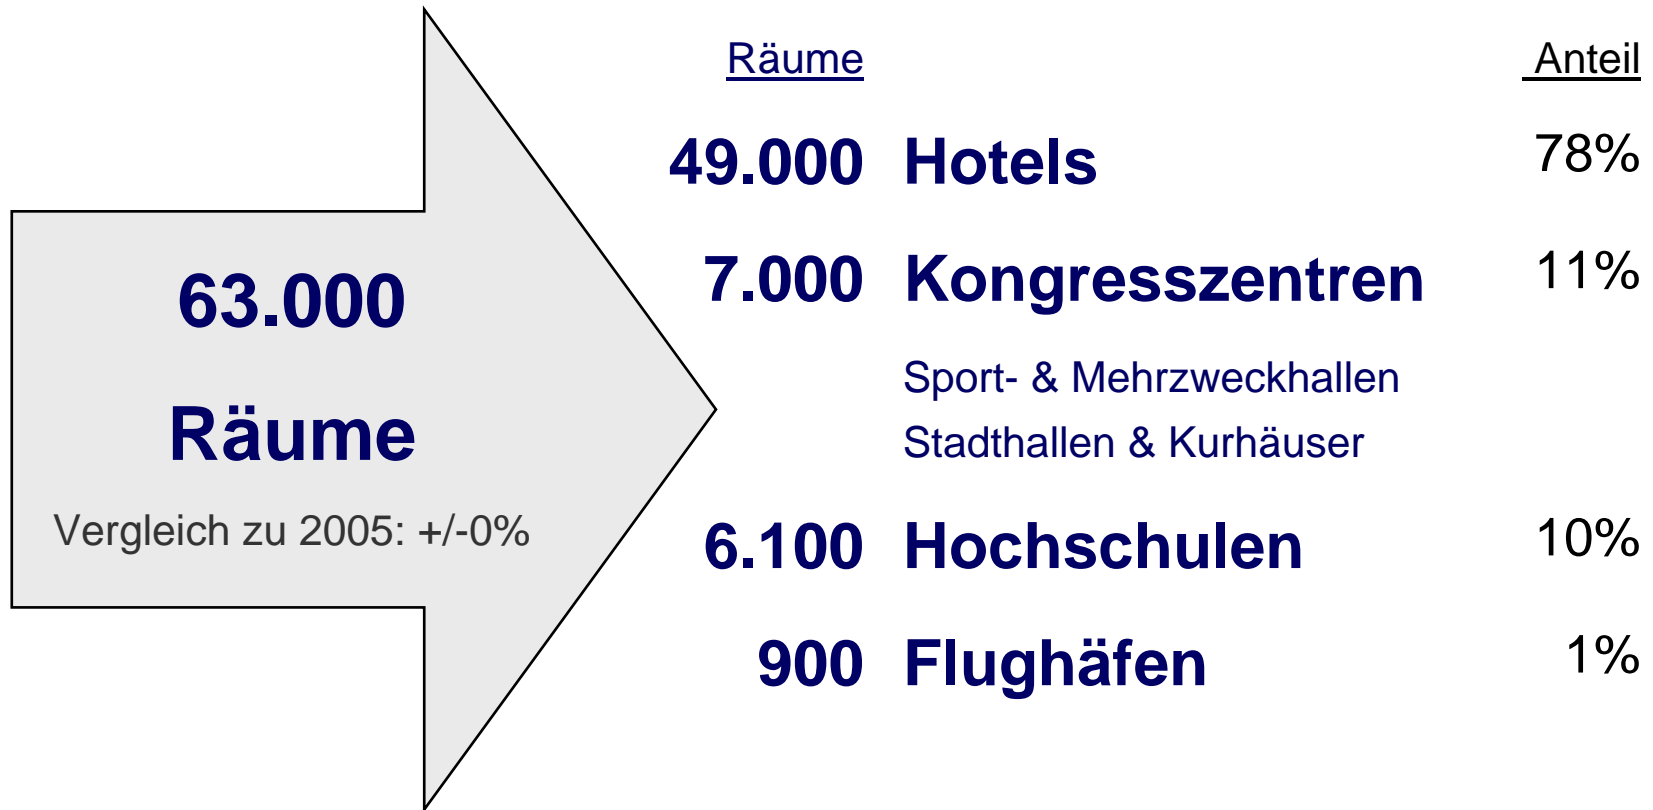 63.000
Räume
Vergleich zu 2005: +/-0%
Räume Anteil
49.000 Hotels 78%
7.000 Kongresszentren 11%
Sport- & Mehrzweckhallen
Stadthallen & Kurhäuser
6.100 Hochschulen 10%
900 Flughäfen 1%